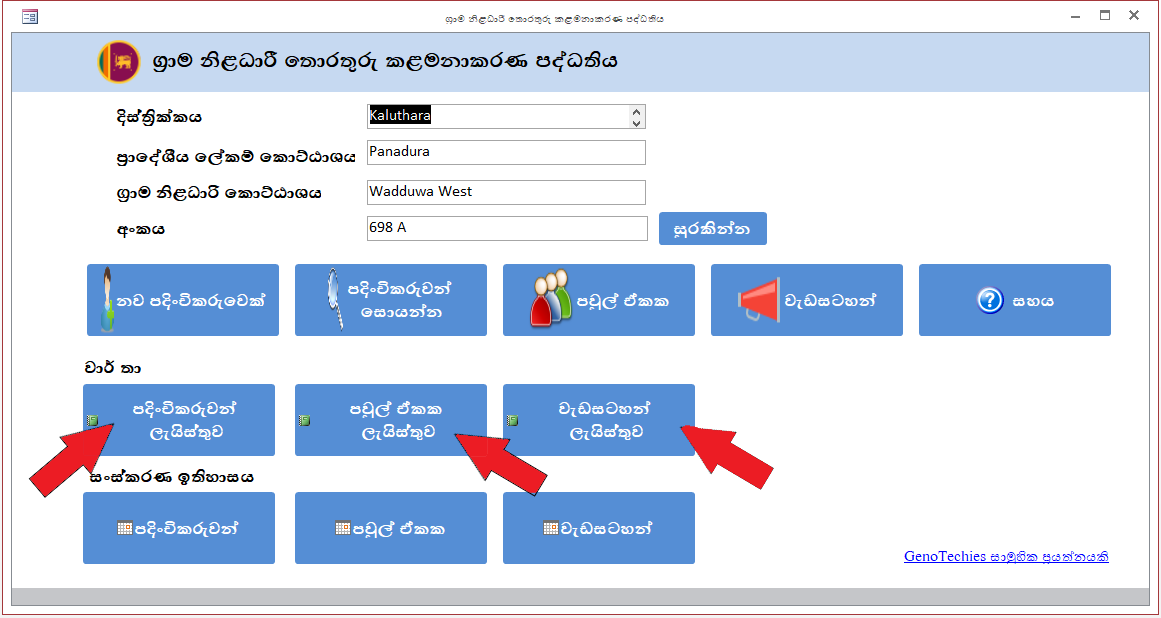 ග්‍රාම නිළධාරී තොරතුරු කළමනාකරණ පද්ධතිය
ග්‍රාම නිළධාරී තොරතුරු කළමනාකරණ පද්ධතිය
දිස්ත්‍රික්කය
Kaluthara
ප්‍රාදේශීය ලේකම් කොට්ඨාශය
Panadura
ග්‍රාම නිළධාරි කොට්ඨාශය
Wadduwa West
අංකය
698 A
සුරකින්න
නව පදිංචිකරුවෙක්
පදිංචිකරුවන්
සොයන්න
පවුල් ඒකක
වැඩසටහන්
සහය
වාර් තා
පදිංචිකරුවන්
ලැයිස්තුව
පවුල් ඒකක
ලැයිස්තුව
වැඩසටහන්
ලැයිස්තුව
සංස්කරණ ඉතිහාසය
පදිංචිකරුවන්
පවුල් ඒකක
වැඩසටහන්
GenoTechies සාමූහික ප්‍රයත්නයකි